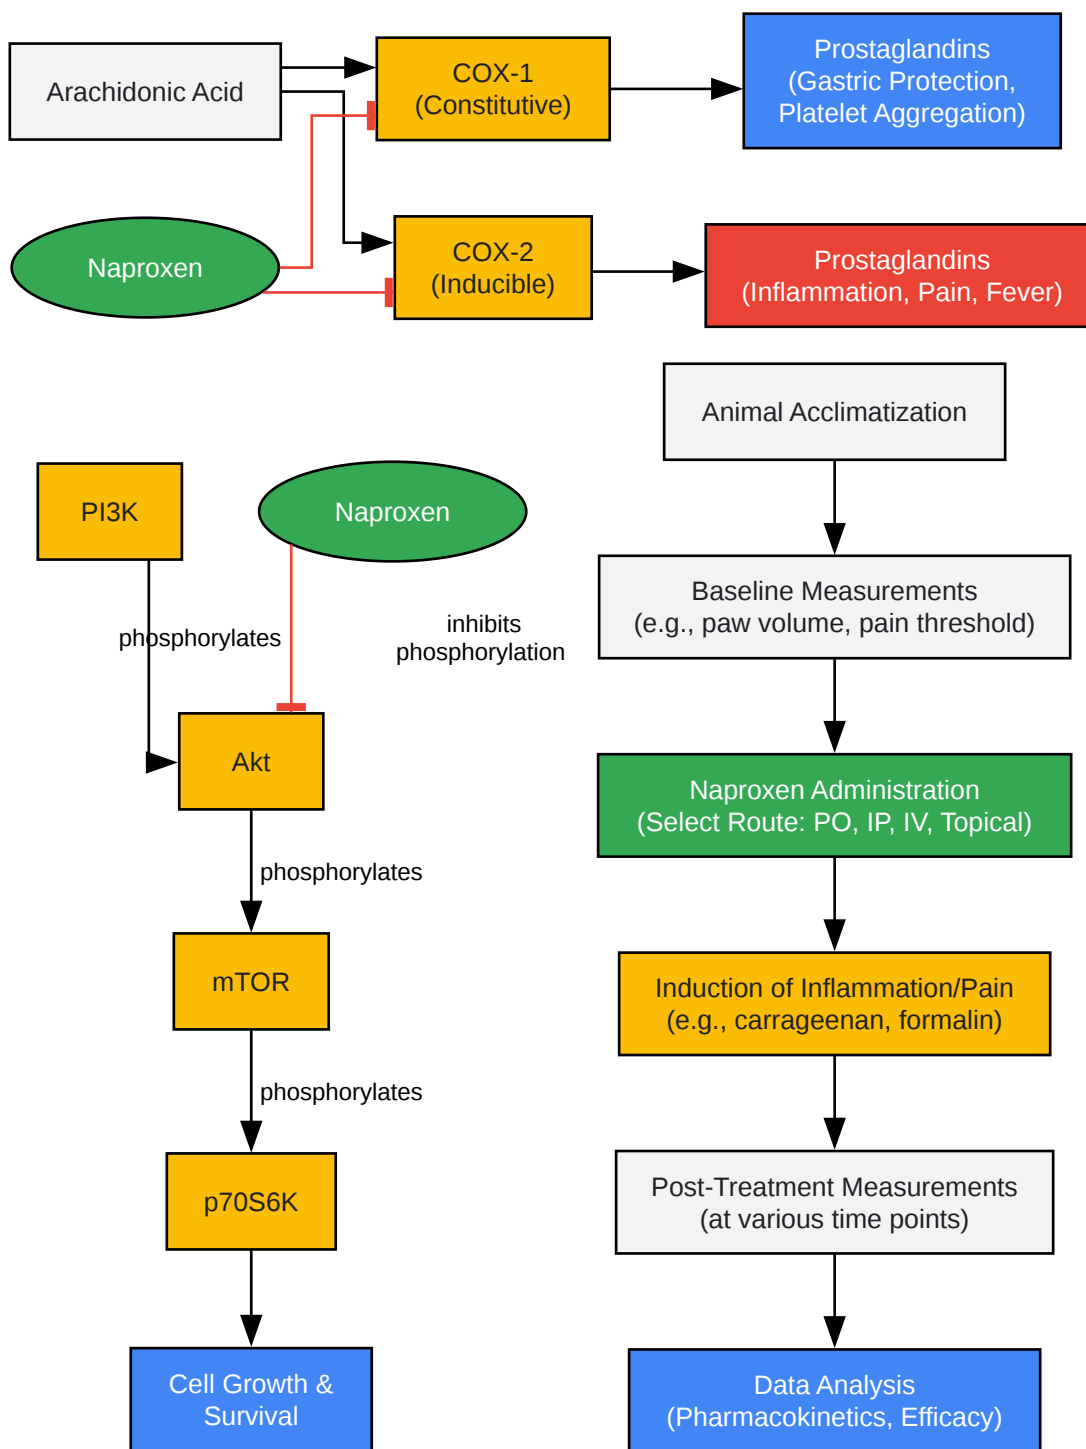 Arachidonic Acid
COX-1
(Constitutive)
Prostaglandins
(Gastric Protection,
Platelet Aggregation)
Naproxen
COX-2
(Inducible)
Prostaglandins
(Inflammation, Pain, Fever)
PI3K
Naproxen
phosphorylates
inhibits
phosphorylation
Akt
phosphorylates
mTOR
phosphorylates
p70S6K
Cell Growth &
Survival
Animal Acclimatization
Baseline Measurements
(e.g., paw volume, pain threshold)
Naproxen Administration
(Select Route: PO, IP, IV, Topical)
Induction of Inflammation/Pain
(e.g., carrageenan, formalin)
Post-Treatment Measurements
(at various time points)
Data Analysis
(Pharmacokinetics, Efficacy)